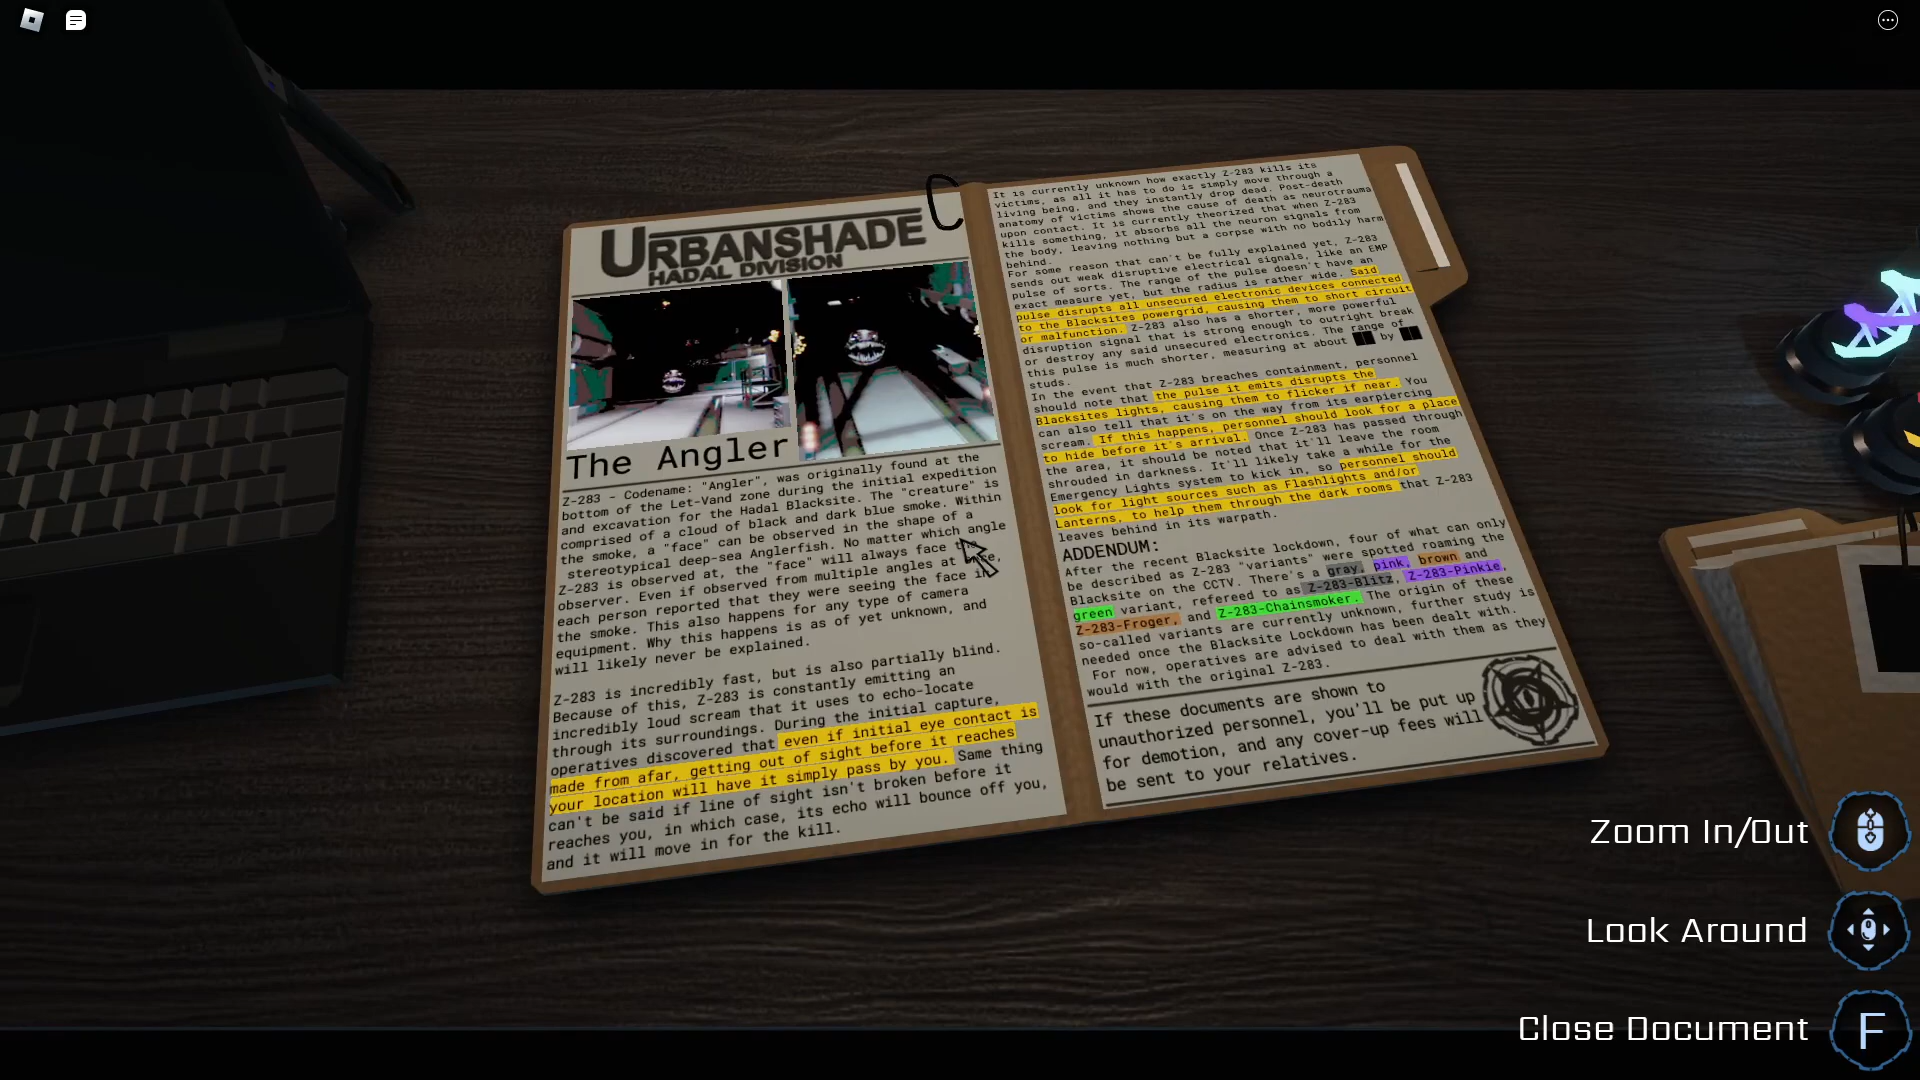 URBANSHADE
HADAL DIVISION
The Angler
Z-283 - Codename: "Angler", was originally found at the
bottom of the Let-Vand zone during the initial expedition
and excavation for the Hadal Blacksite. The "creature" is
comprised of a cloud of black and dark blue smoke. Within
the smoke, a "face" can be observed in the shape of a
stereotypical deep-sea Anglerfish. No matter which angle
Z-283 is observed at, the "face" will always face the
observer. Even if observed from multiple angles at once,
each person reported that they were seeing the face in
the smoke. This also happens for any type of camera
equipment. Why this happens is as of yet unknown, and
will likely never be explained.
Z-283 is incredibly fast, but is also partially blind.
Because of this, Z-283 is constantly emitting an
incredibly loud scream that it uses to echo-locate
through its surroundings. During the initial capture,
operatives discovered that even if initial eye contact is
made from afar, getting out of sight before it reaches
your location will have it simply pass by you. Same thing
can't be said if line of sight isn't broken before it
reaches you, in which case, its echo will bounce off you,
and it will move in for the kill.
It is currently unknown how exactly Z-283 kills its
victims, as all it has to do is simply move through a
living being, and they instantly drop dead. Post-death
anatomy of victims shows the cause of death as neurotrauma
upon contact. It is currently theorized that when Z-283
kills something, it absorbs all the neuron signals from
the body, leaving nothing but a corpse with no bodily harm
behind.
For some reason that can't be fully explained yet, Z-283
sends out weak disruptive electrical signals, like an EMP
pulse of sorts. The range of the pulse doesn't have an
exact measure yet, but the radius is rather wide. Said
pulse disrupts all unsecured electronic devices connected
to the Blacksites powergrid, causing them to short circuit
or malfunction. Z-283 also has a shorter, more powerful
disruption signal that is strong enough to outright break
or destroy any said unsecured electronics. The range of
this pulse is much shorter, measuring at about ██ by ██
studs.
In the event that Z-283 breaches containment, personnel
should note that the pulse it emits disrupts the
Blacksites lights, causing them to flicker if near. You
can also tell that it's on the way from its earpiercing
scream. If this happens, personnel should look for a place
to hide before it's arrival. Once Z-283 has passed through
the area, it should be noted that it'll leave the room
shrouded in darkness. It'll likely take a while for the
Emergency Lights system to kick in, so personnel should
look for light sources such as Flashlights and/or
Lanterns, to help them through the dark rooms that Z-283
leaves behind in its warpath.
ADDENDUM:
After the recent Blacksite lockdown, four of what can only
be described as Z-283 "variants" were spotted roaming the
Blacksite on the CCTV. There's a gray, pink, brown and
green variant, refereed to as Z-283-Blitz, Z-283-Pinkie,
Z-283-Froger, and Z-283-Chainsmoker. The origin of these
so-called variants are currently unknown, further study is
needed once the Blacksite Lockdown has been dealt with.
For now, operatives are advised to deal with them as they
would with the original Z-283.
If these documents are shown to
unauthorized personnel, you'll be put up
for demotion, and any cover-up fees will
be sent to your relatives.
Zoom In/Out
Look Around
Close Document
F